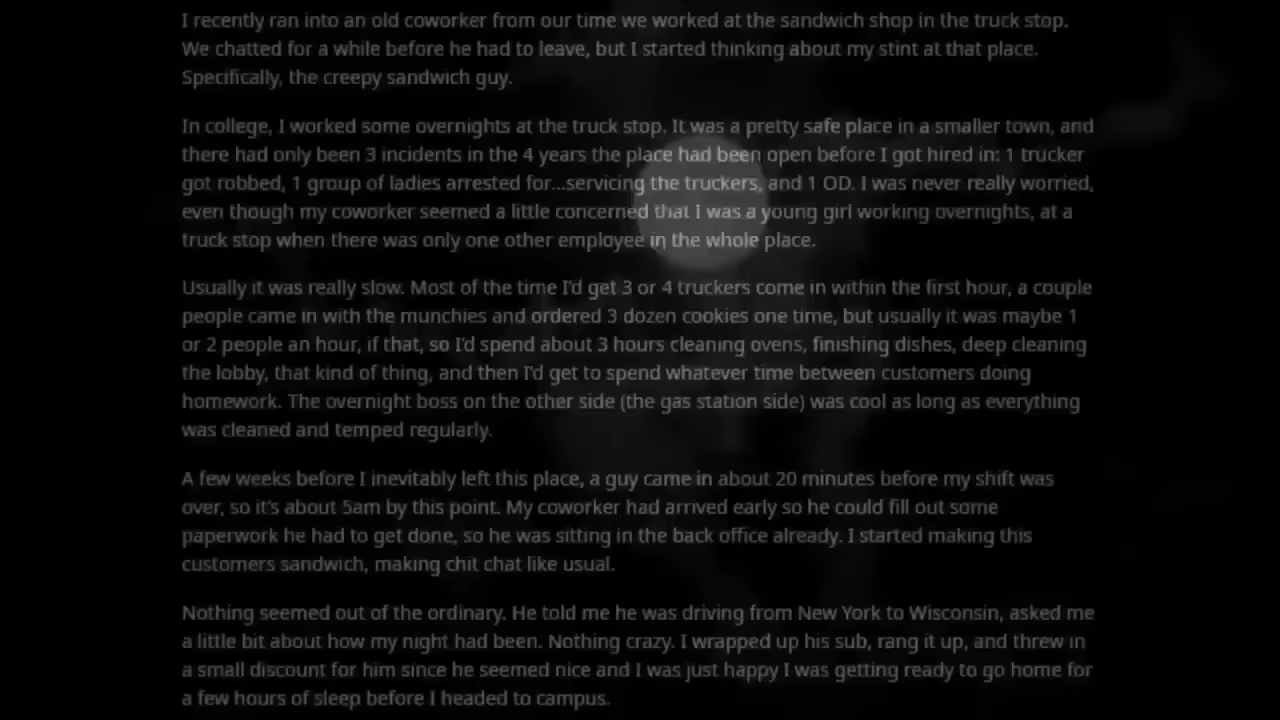 I recently ran into an old coworker from our time we worked at the sandwich shop in the truck stop.
We chatted for a while before he had to leave, but I started thinking about my stint at that place.
Specifically, the creepy sandwich guy.
In college, I worked some overnights at the truck stop. It was a pretty safe place in a smaller town, and
there had only been 3 incidents in the 4 years the place had been open before I got hired in: 1 trucker
got robbed, 1 group of ladies arrested for...servicing the truckers, and 1 OD. I was never really worried,
even though my coworker seemed a little concerned that I was a young girl working overnights, at a
truck stop when there was only one other employee in the whole place.
Usually it was really slow. Most of the time I'd get 3 or 4 truckers come in within the first hour, a couple
people came in with the munchies and ordered 3 dozen cookies one time, but usually it was maybe 1
or 2 people an hour, if that, so I'd spend about 3 hours cleaning ovens, finishing dishes, deep cleaning
the lobby, that kind of thing, and then I'd get to spend whatever time between customers doing
homework. The overnight boss on the other side (the gas station side) was cool as long as everything
was cleaned and temped regularly.
A few weeks before I inevitably left this place, a guy came in about 20 minutes before my shift was
over, so it's about 5am by this point. My coworker had arrived early so he could fill out some
paperwork he had to get done, so he was sitting in the back office already. I started making this
customers sandwich, making chit chat like usual.
Nothing seemed out of the ordinary. He told me he was driving from New York to Wisconsin, asked me
a little bit about how my night had been. Nothing crazy. I wrapped up his sub, rang it up, and threw in
a small discount for him since he seemed nice and I was just happy I was getting ready to go home for
a few hours of sleep before I headed to campus.